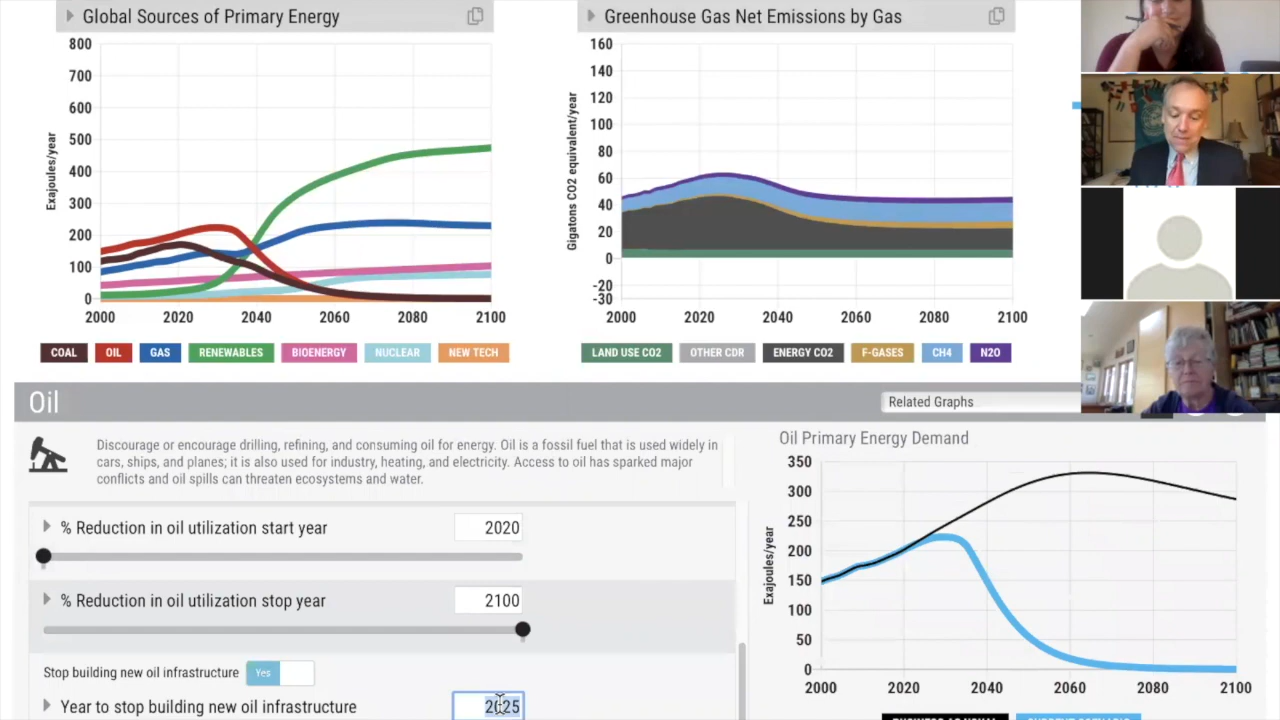 Global Sources of Primary Energy
800
700
600
500
400
300
200
100
0
Exajoules/year
2000 2020 2040 2060 2080 2100
COAL OIL GAS RENEWABLES BIOENERGY NUCLEAR NEW TECH
Greenhouse Gas Net Emissions by Gas
160
140
120
100
80
60
40
20
0
-20
-30
Gigatons CO2 equivalent/year
2000 2020 2040 2060 2080 2100
LAND USE CO2 OTHER CDR ENERGY CO2 F-GASES CH4 N2O
Oil
Related Graphs
Discourage or encourage drilling, refining, and consuming oil for energy. Oil is a fossil fuel that is used widely in
cars, ships, and planes; it is also used for industry, heating, and electricity. Access to oil has sparked major
conflicts and oil spills can threaten ecosystems and water.
% Reduction in oil utilization start year 2020
% Reduction in oil utilization stop year 2100
Stop building new oil infrastructure Yes
Year to stop building new oil infrastructure 2025
Oil Primary Energy Demand
350
300
250
200
150
100
50
0
Exajoules/year
2000 2020 2040 2060 2080 2100